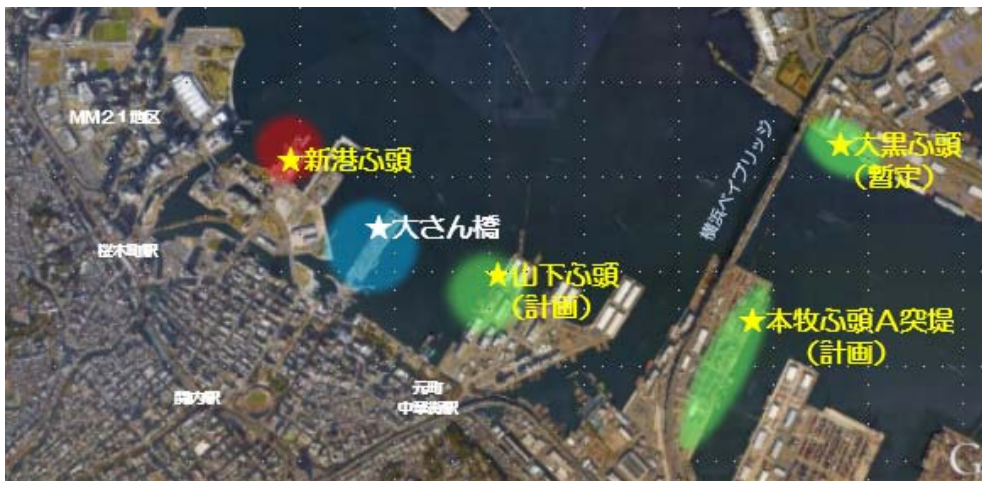 MM21地区
★新港ふ頭
★大黒ふ頭
(暫定)
横浜ベイブリッジ
★大さん橋
桜木町駅
★山下ふ頭
(計画)
★本牧ふ頭A突堤
(計画)
元町
中華街駅
関内駅
G